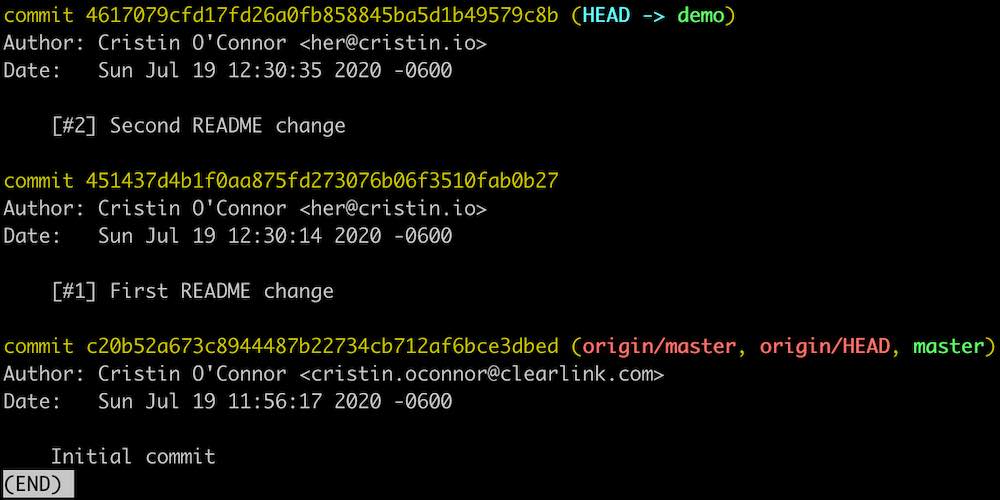 commit 4617079cfd17fd26a0fb858845ba5d1b49579c8b (HEAD -> demo)
Author: Cristin O'Connor <her@cristin.io>
Date:   Sun Jul 19 12:30:35 2020 -0600
[#2] Second README change
commit 451437d4b1f0aa875fd273076b06f3510fab0b27
Author: Cristin O'Connor <her@cristin.io>
Date:   Sun Jul 19 12:30:14 2020 -0600
[#1] First README change
commit c20b52a673c8944487b22734cb712af6bce3dbed (origin/master, origin/HEAD, master)
Author: Cristin O'Connor <cristin.oconnor@clearlink.com>
Date:   Sun Jul 19 11:56:17 2020 -0600
Initial commit
(END)